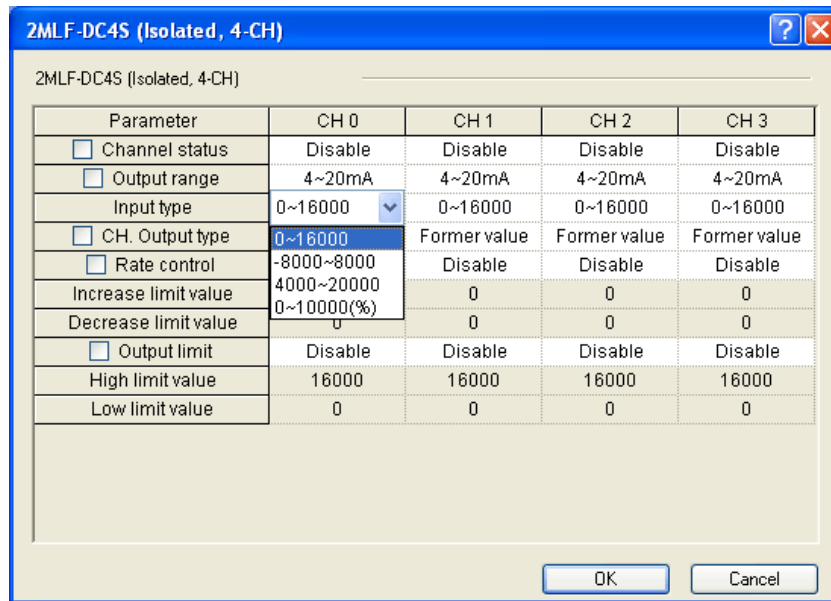 2MLF-DC4S (Isolated, 4-CH)
2MLF-DC4S (Isolated, 4-CH)
Parameter CH 0 CH 1 CH 2 CH 3
Channel status Disable Disable Disable Disable
Output range 4~20mA 4~20mA 4~20mA 4~20mA
Input type 0~16000 0~16000 0~16000 0~16000
CH. Output type 0~16000 Former value Former value Former value
Rate control -8000~8000 Disable Disable Disable
4000~20000
Increase limit value 0 0 0
0~10000(%)
Decrease limit value 0 0 0 0
Output limit Disable Disable Disable Disable
High limit value 16000 16000 16000 16000
Low limit value 0 0 0 0
OK Cancel